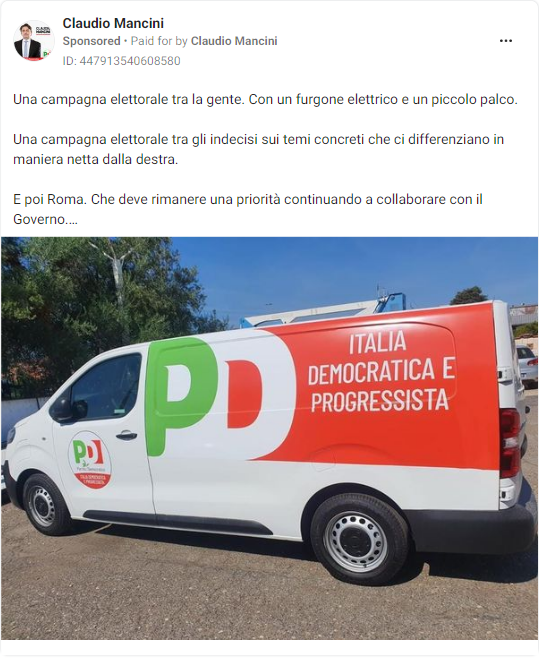 Claudio Mancini
Sponsored • Paid for by Claudio Mancini
ID: 447913540608580
Una campagna elettorale tra la gente. Con un furgone elettrico e un piccolo palco.
Una campagna elettorale tra gli indecisi sui temi concreti che ci differenziano in
maniera netta dalla destra.
E poi Roma. Che deve rimanere una priorità continuando a collaborare con il
Governo....
PD
ITALIA
DEMOCRATICA E
PROGRESSISTA
PD
Partito Democratico
ITALIA DEMOCRATICA
E PROGRESSISTA